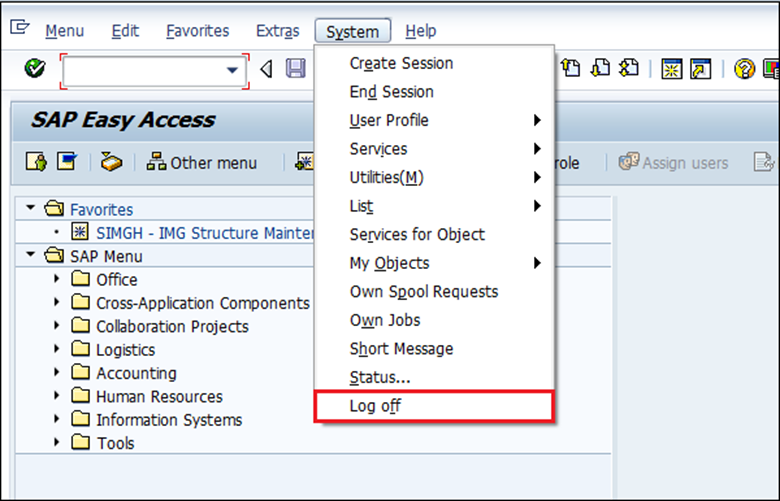 Menu Edit Favorites Extras System Help
SAP Easy Access
Other menu role Assign users
Create Session
End Session
User Profile
Services
Utilities(M)
List
Services for Object
My Objects
Own Spool Requests
Own Jobs
Short Message
Status...
Log off
Favorites
SIMGH - IMG Structure Mainte
SAP Menu
Office
Cross-Application Components
Collaboration Projects
Logistics
Accounting
Human Resources
Information Systems
Tools